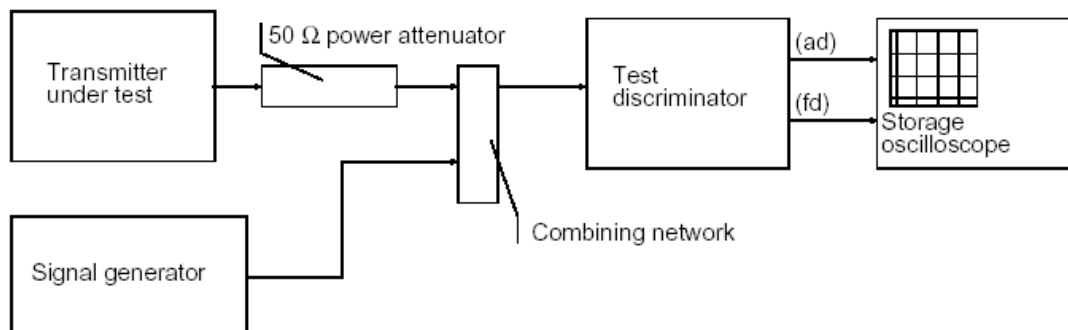 50 Ω power attenuator
Transmitter
under test
Test
discriminator
(ad)
(fd)
Storage
oscilloscope
Combining network
Signal generator